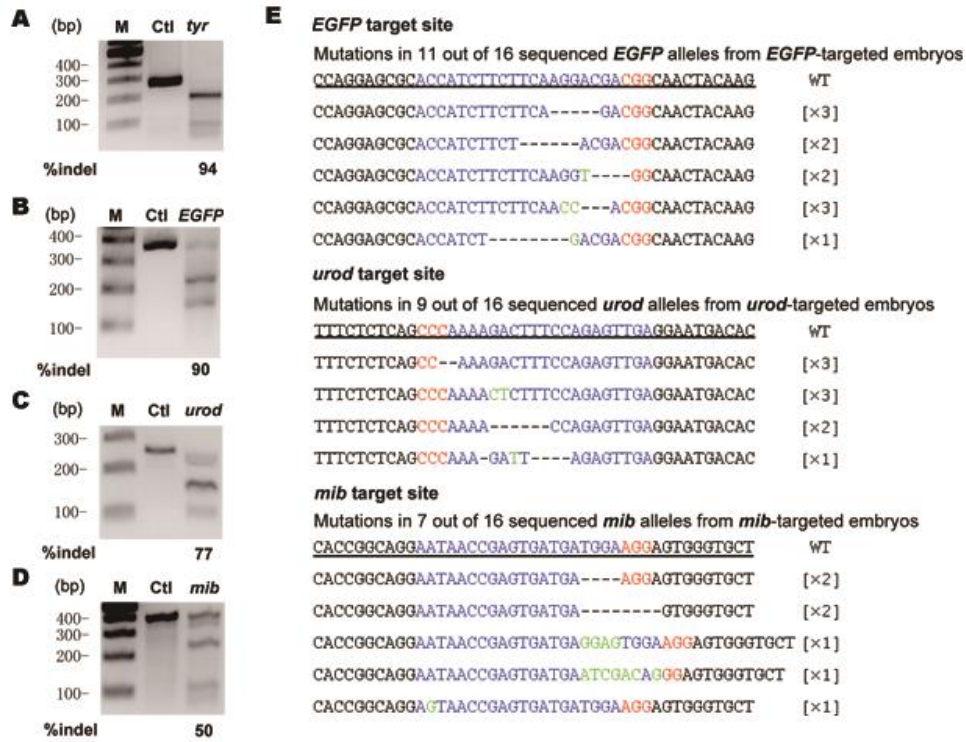 A
(bp) M Ctl tyr
400-
300-
200-
100-
%indel 94
B
(bp) M Ctl EGFP
400-
300-
200-
100-
%indel 90
C
(bp) M Ctl urod
300-
200-
100-
%indel 77
D
(bp) M Ctl mib
400-
300-
200-
100-
%indel 50
E
EGFP target site
Mutations in 11 out of 16 sequenced EGFP alleles from EGFP-targeted embryos
CCAGGAGCGCACCATCTTCTTCAAGGACGACGGCAACTACAAG WT
CCAGGAGCGCACCATCTTCTTCA-----GACGGCAACTACAAG [×3]
CCAGGAGCGCACCATCTTCT------ACGACGGCAACTACAAG [×2]
CCAGGAGCGCACCATCTTCTTCAAGGT----GGCAACTACAAG [×2]
CCAGGAGCGCACCATCTTCTTCAACC---ACGGCAACTACAAG [×3]
CCAGGAGCGCACCATCT--------GACGACGGCAACTACAAG [×1]
urod target site
Mutations in 9 out of 16 sequenced urod alleles from urod-targeted embryos
TTTCTCTCAGCCCAAAAGACTTTCCAGAGTTGAGGAATGACAC WT
TTTCTCTCAGCC--AAAGACTTTCCAGAGTTGAGGAATGACAC [×3]
TTTCTCTCAGCCCAAAACTCTTTCCAGAGTTGAGGAATGACAC [×3]
TTTCTCTCAGCCCAAAA------CCAGAGTTGAGGAATGACAC [×2]
TTTCTCTCAGCCCAAA-GATT----AGAGTTGAGGAATGACAC [×1]
mib target site
Mutations in 7 out of 16 sequenced mib alleles from mib-targeted embryos
CACCGGCAGGAATAACCGAGTGATGATGGAAGGAGTGGGTGCT WT
CACCGGCAGGAATAACCGAGTGATGA----AGGAGTGGGTGCT [×2]
CACCGGCAGGAATAACCGAGTGATGA--------GTGGGTGCT [×2]
CACCGGCAGGAATAACCGAGTGATGAGGAGTGGAAGGAGTGGGTGCT [×1]
CACCGGCAGGAATAACCGAGTGATGAATCGACAGGGAGTGGGTGCT [×1]
CACCGGCAGGAGTAACCGAGTGATGATGGAAGGAGTGGGTGCT [×1]